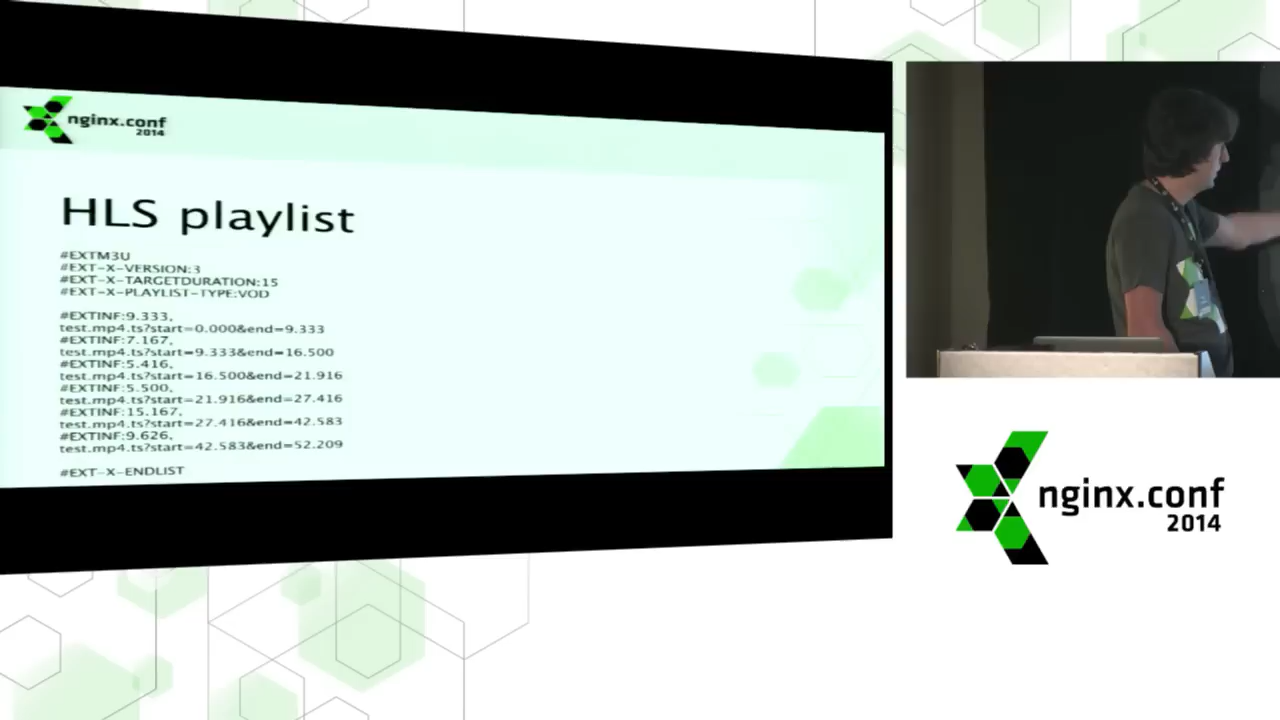 nginx.conf
2014
HLS playlist
#EXTM3U
#EXT-X-VERSION:3
#EXT-X-TARGETDURATION:15
#EXT-X-PLAYLIST-TYPE:VOD
#EXTINF:9.333,
test.mp4.ts?start=0.000&end=9.333
#EXTINF:7.167,
test.mp4.ts?start=9.333&end=16.500
#EXTINF:5.416,
test.mp4.ts?start=16.500&end=21.916
#EXTINF:5.500,
test.mp4.ts?start=21.916&end=27.416
#EXTINF:15.167,
test.mp4.ts?start=27.416&end=42.583
#EXTINF:9.626,
test.mp4.ts?start=42.583&end=52.209
#EXT-X-ENDLIST
nginx.conf
2014